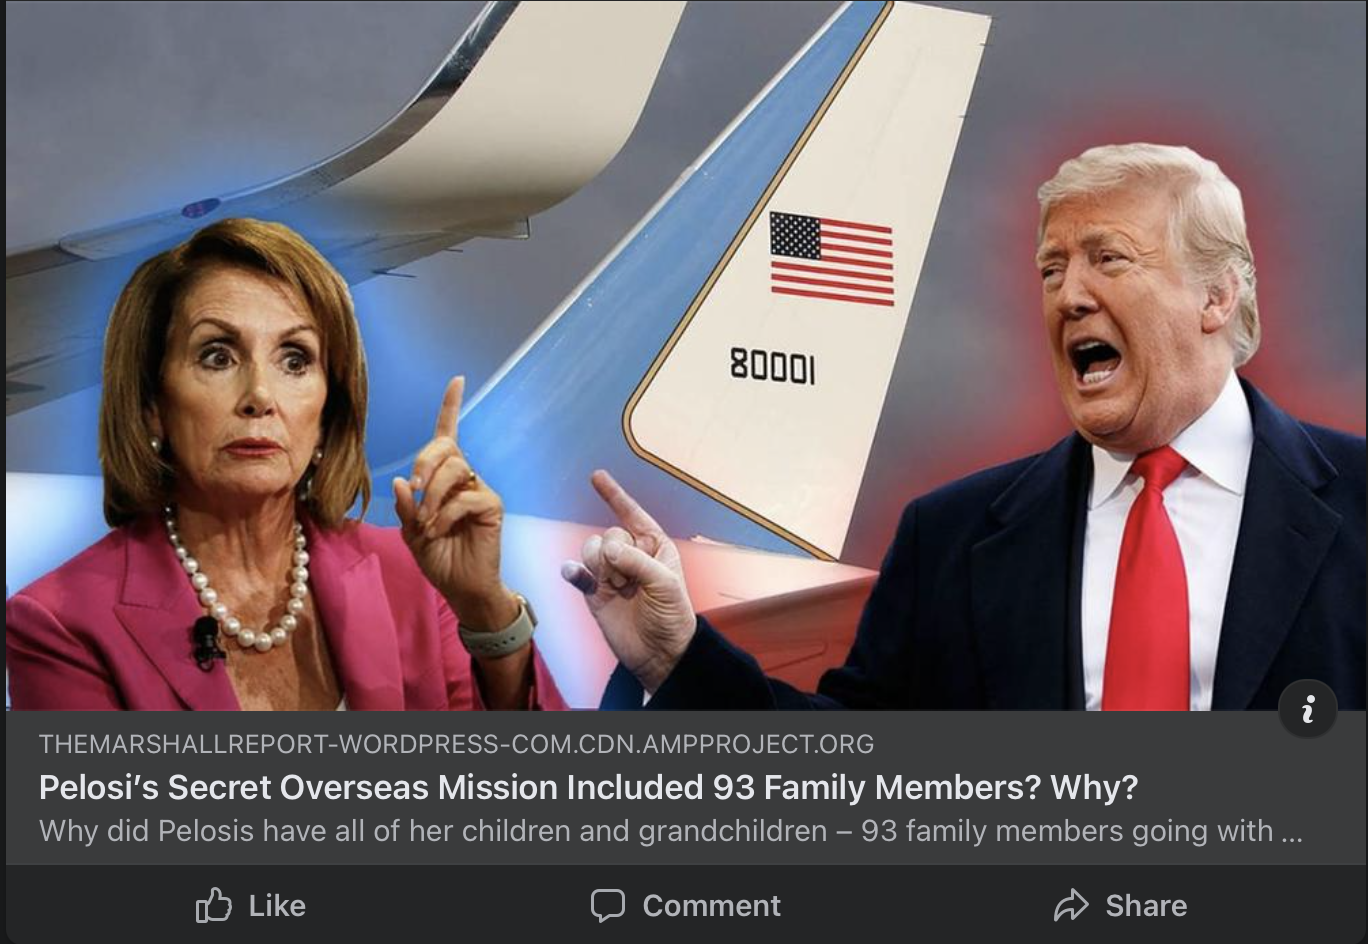 80001
THEMARSHALLREPORT-WORDPRESS-COM.CDN.AMPPROJECT.ORG
Pelosi’s Secret Overseas Mission Included 93 Family Members? Why?
Why did Pelosis have all of her children and grandchildren – 93 family members going with ...
Like
Comment
Share